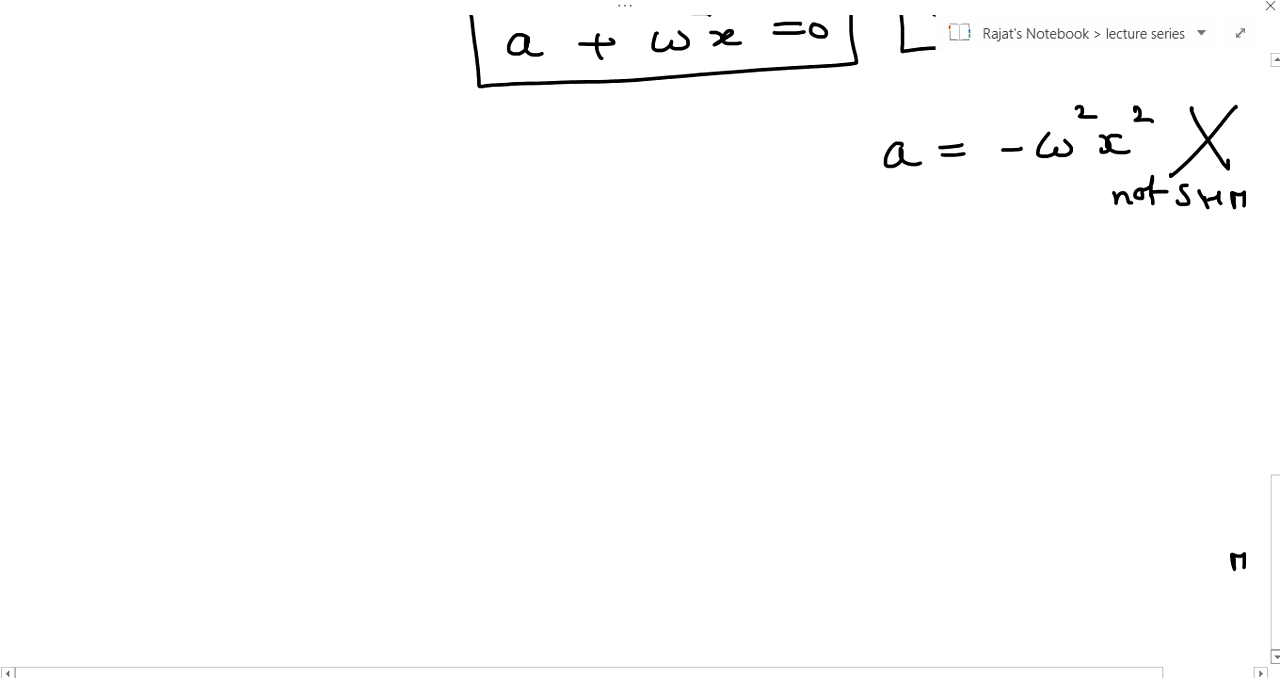 a + ω²x = 0
Rajat's Notebook > lecture series
a = -ω²x² X
not SHM
M